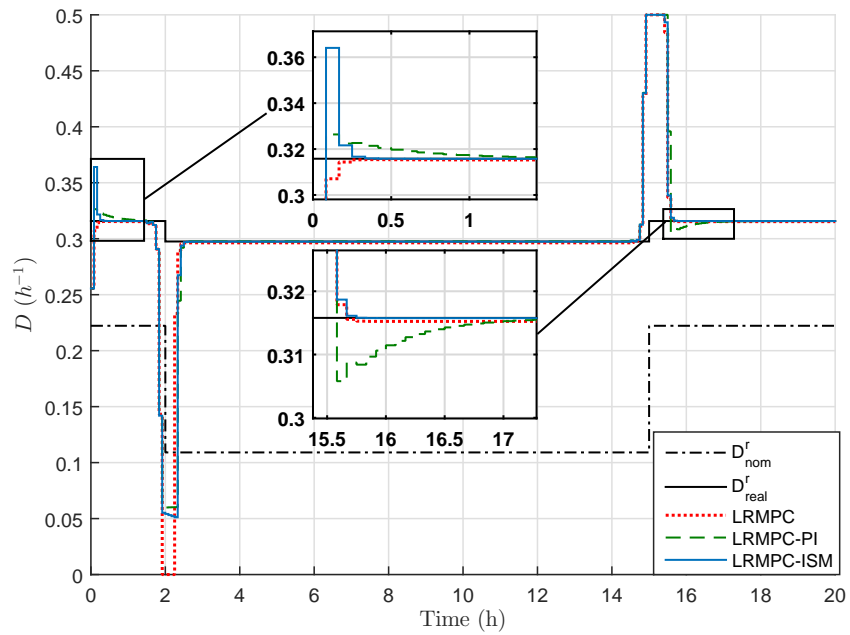 0.5
0.45
0.4
0.35
0.3
0.25
0.2
0.15
0.1
0.05
0
D (h⁻¹)
0 2 4 6 8 10 12 14 16 18 20
Time (h)
0.36
0.34
0.32
0.3
0 0.5 1
0.32
0.31
0.3
15.5 16 16.5 17
D^r_nom
D^r_real
LRMPC
LRMPC-PI
LRMPC-ISM